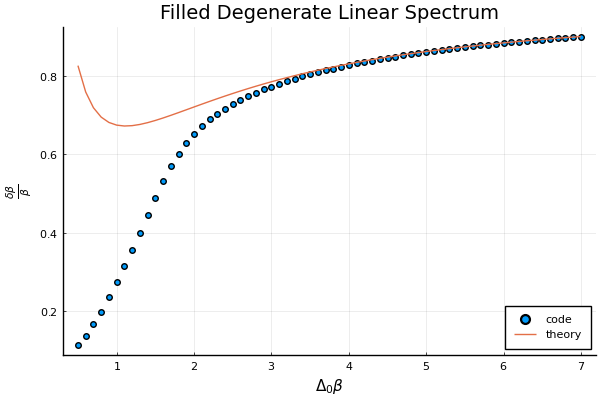 Filled Degenerate Linear Spectrum
0.8
0.6
0.4
0.2
δβ
β
1 2 3 4 5 6 7
Δ₀β
code
theory